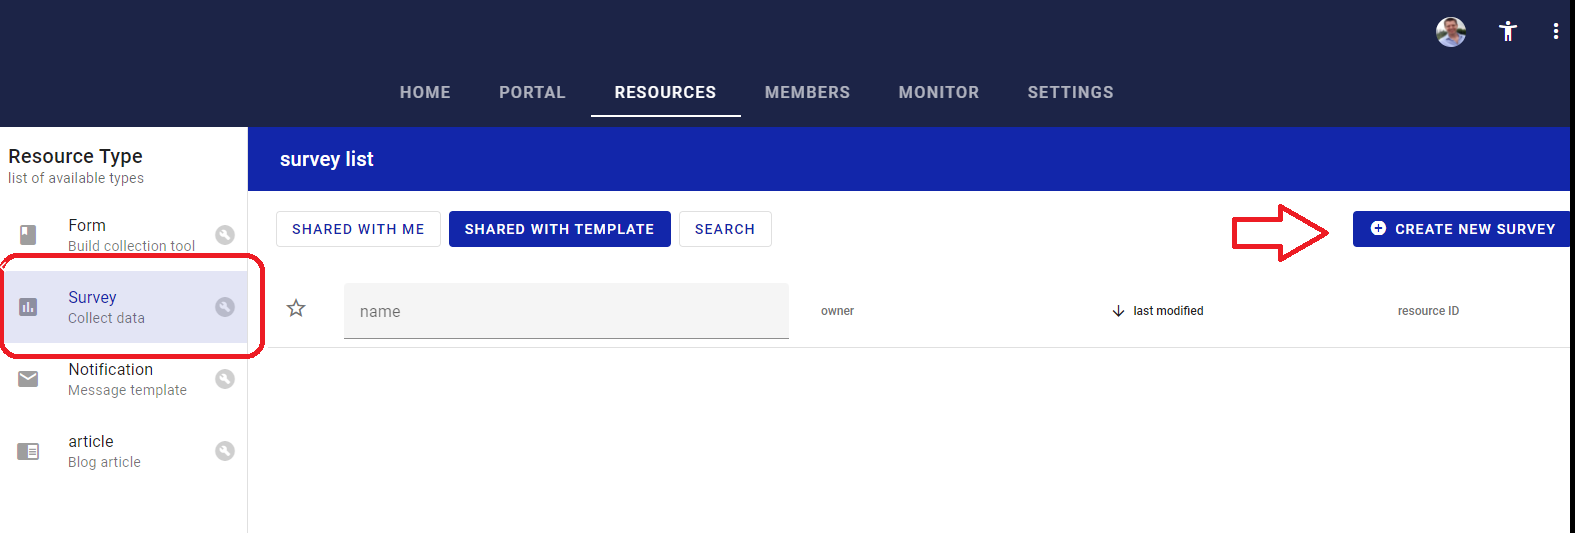 HOME PORTAL RESOURCES MEMBERS MONITOR SETTINGS
Resource Type
list of available types
Form
Build collection tool
Survey
Collect data
Notification
Message template
article
Blog article
survey list
SHARED WITH ME SHARED WITH TEMPLATE SEARCH CREATE NEW SURVEY
name owner last modified resource ID